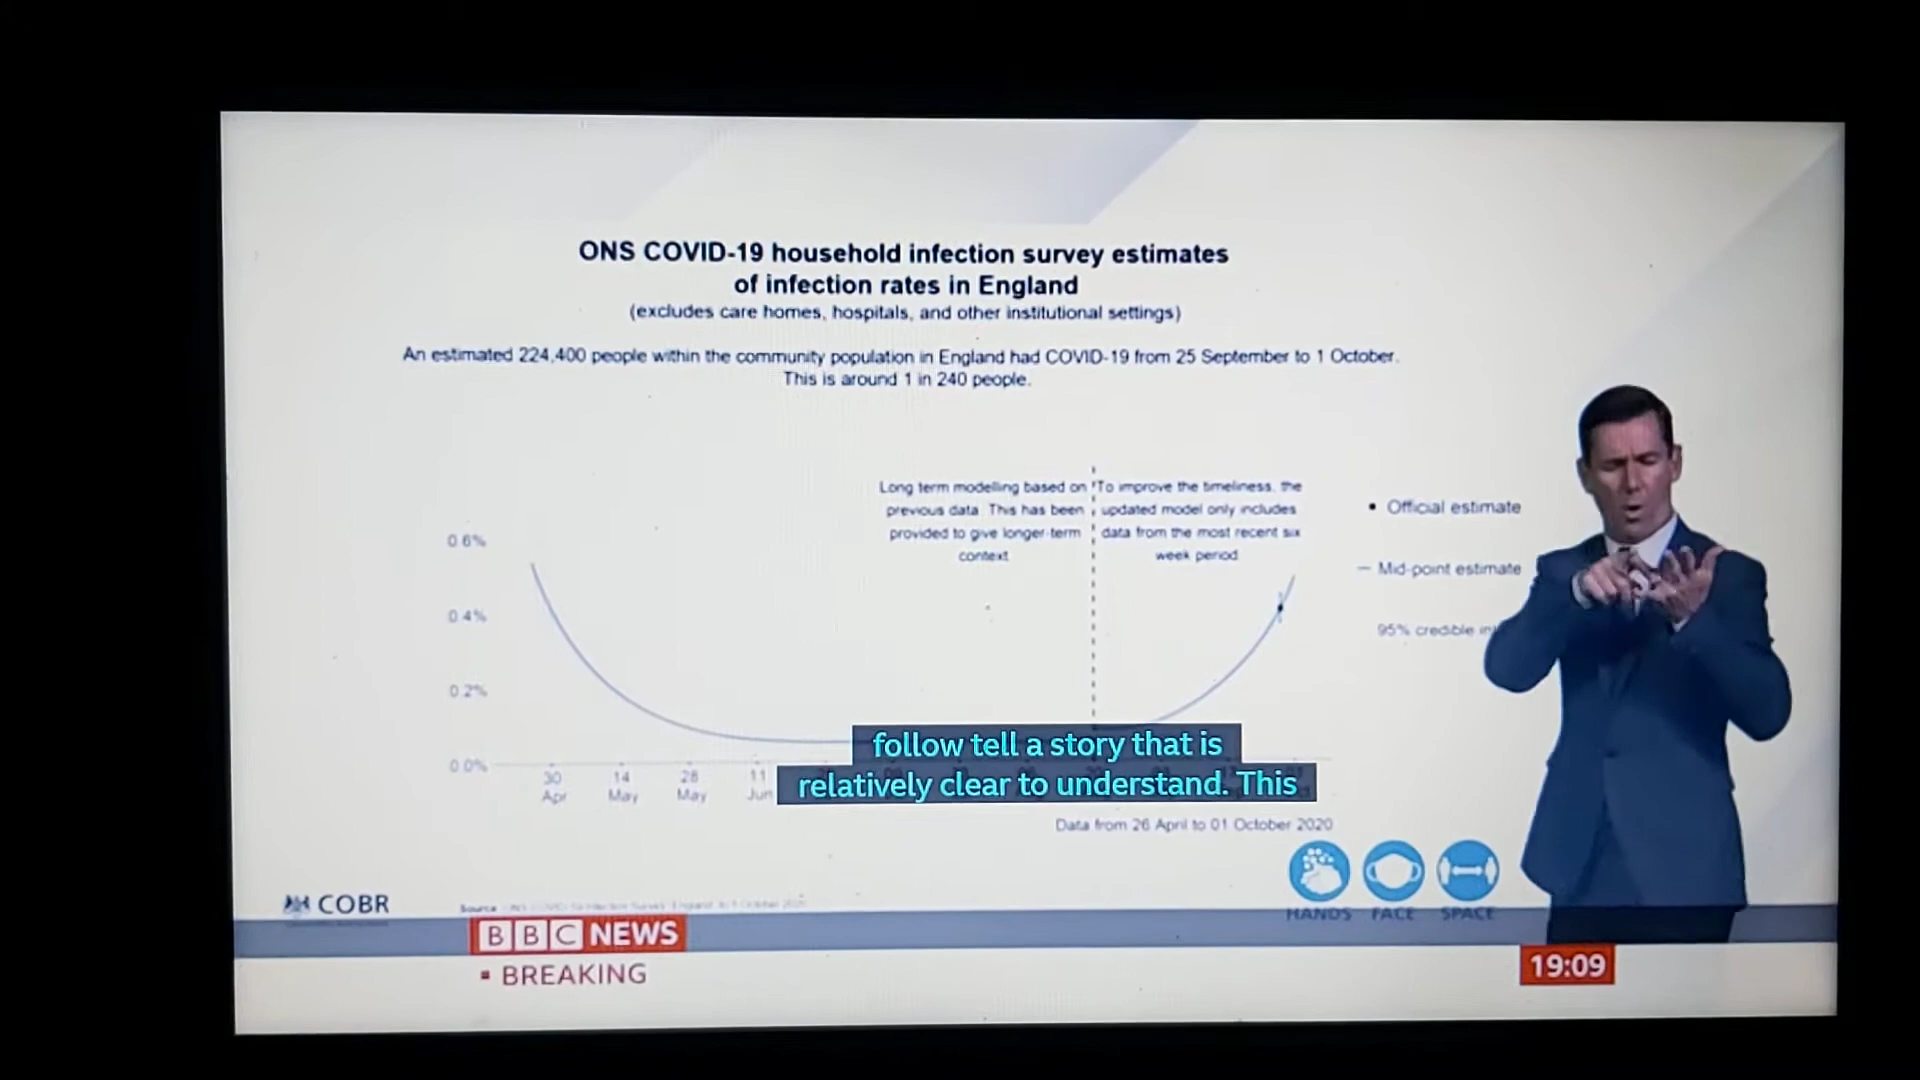 ONS COVID-19 household infection survey estimates
of infection rates in England
(excludes care homes, hospitals, and other institutional settings)
An estimated 224,400 people within the community population in England had COVID-19 from 25 September to 1 October.
This is around 1 in 240 people.
Long term modelling based on
previous data. This has been
provided to give longer-term
context
To improve the timeliness, the
updated model only includes
data from the most recent six
week period
Official estimate
Mid-point estimate
95% credible
0.6%
0.4%
0.2%
0.0%
30 Apr
14 May
28 May
11 Jun
follow tell a story that is
relatively clear to understand. This
Data from 26 April to 01 October 2020
HANDS FACE SPACE
COBR
Source
BBC NEWS
BREAKING
19:09